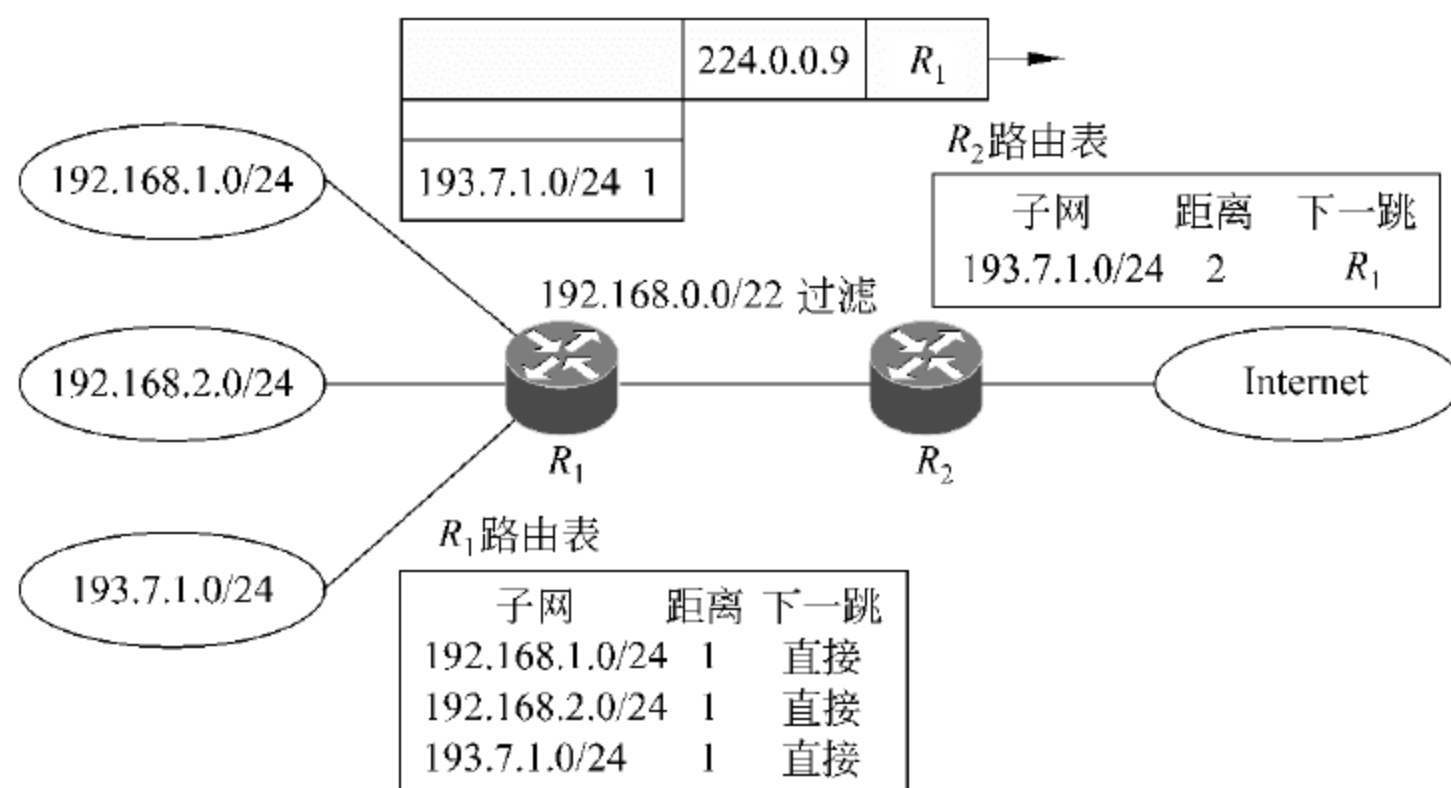 224.0.0.9 R1
193.7.1.0/24 1
R2路由表
子网 距离 下一跳
193.7.1.0/24 2 R1
192.168.1.0/24
192.168.0.0/22 过滤
192.168.2.0/24
Internet
R1
R2
193.7.1.0/24
R1路由表
子网 距离 下一跳
192.168.1.0/24 1 直接
192.168.2.0/24 1 直接
193.7.1.0/24 1 直接